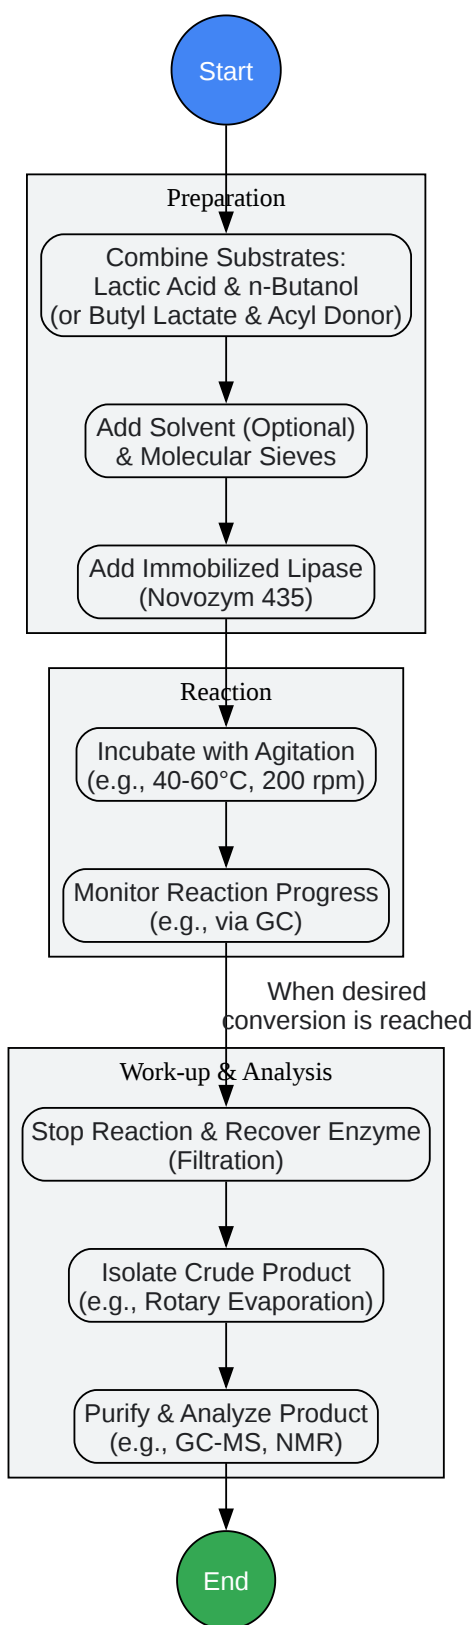 Start
Preparation
Combine Substrates:
Lactic Acid & n-Butanol
(or Butyl Lactate & Acyl Donor)
Add Solvent (Optional)
& Molecular Sieves
Add Immobilized Lipase
(Novozym 435)
Reaction
Incubate with Agitation
(e.g., 40-60°C, 200 rpm)
Monitor Reaction Progress
(e.g., via GC)
When desired
conversion is reached
Work-up & Analysis
Stop Reaction & Recover Enzyme
(Filtration)
Isolate Crude Product
(e.g., Rotary Evaporation)
Purify & Analyze Product
(e.g., GC-MS, NMR)
End